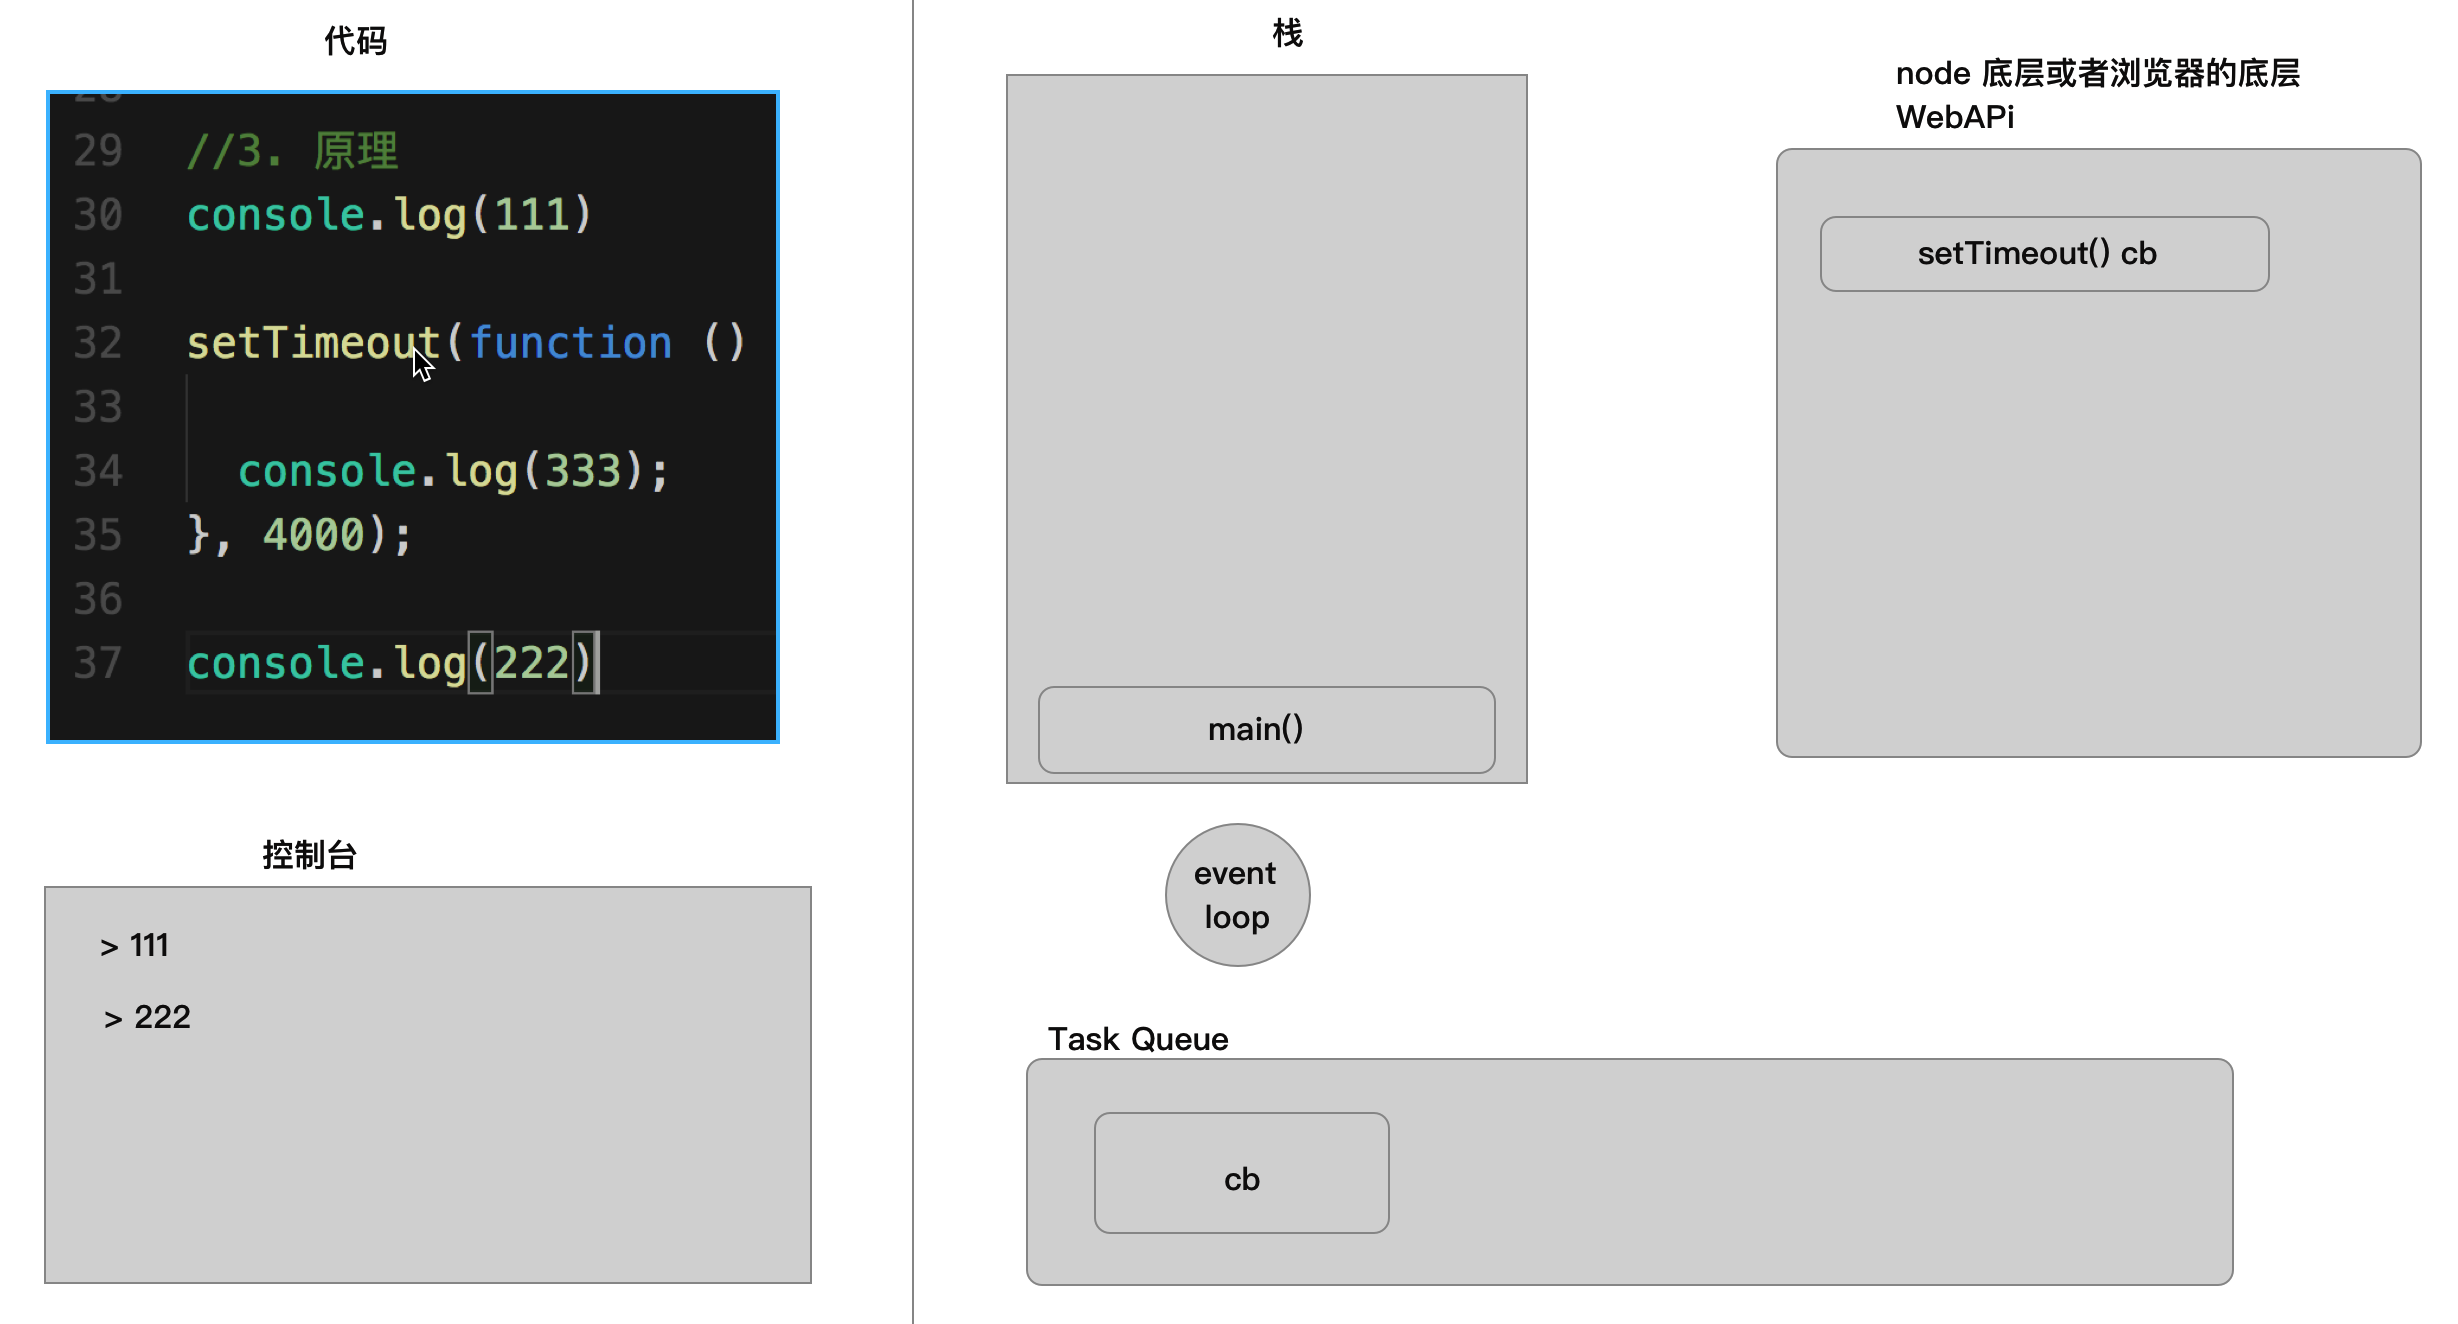 代码
28
29 //3. 原理
30 console.log(111)
31
32 setTimeout(function ()
33
34 console.log(333);
35 }, 4000);
36
37 console.log(222)
控制台
> 111
> 222
栈
main()
event
loop
Task Queue
cb
node 底层或者浏览器的底层
WebAPi
setTimeout() cb